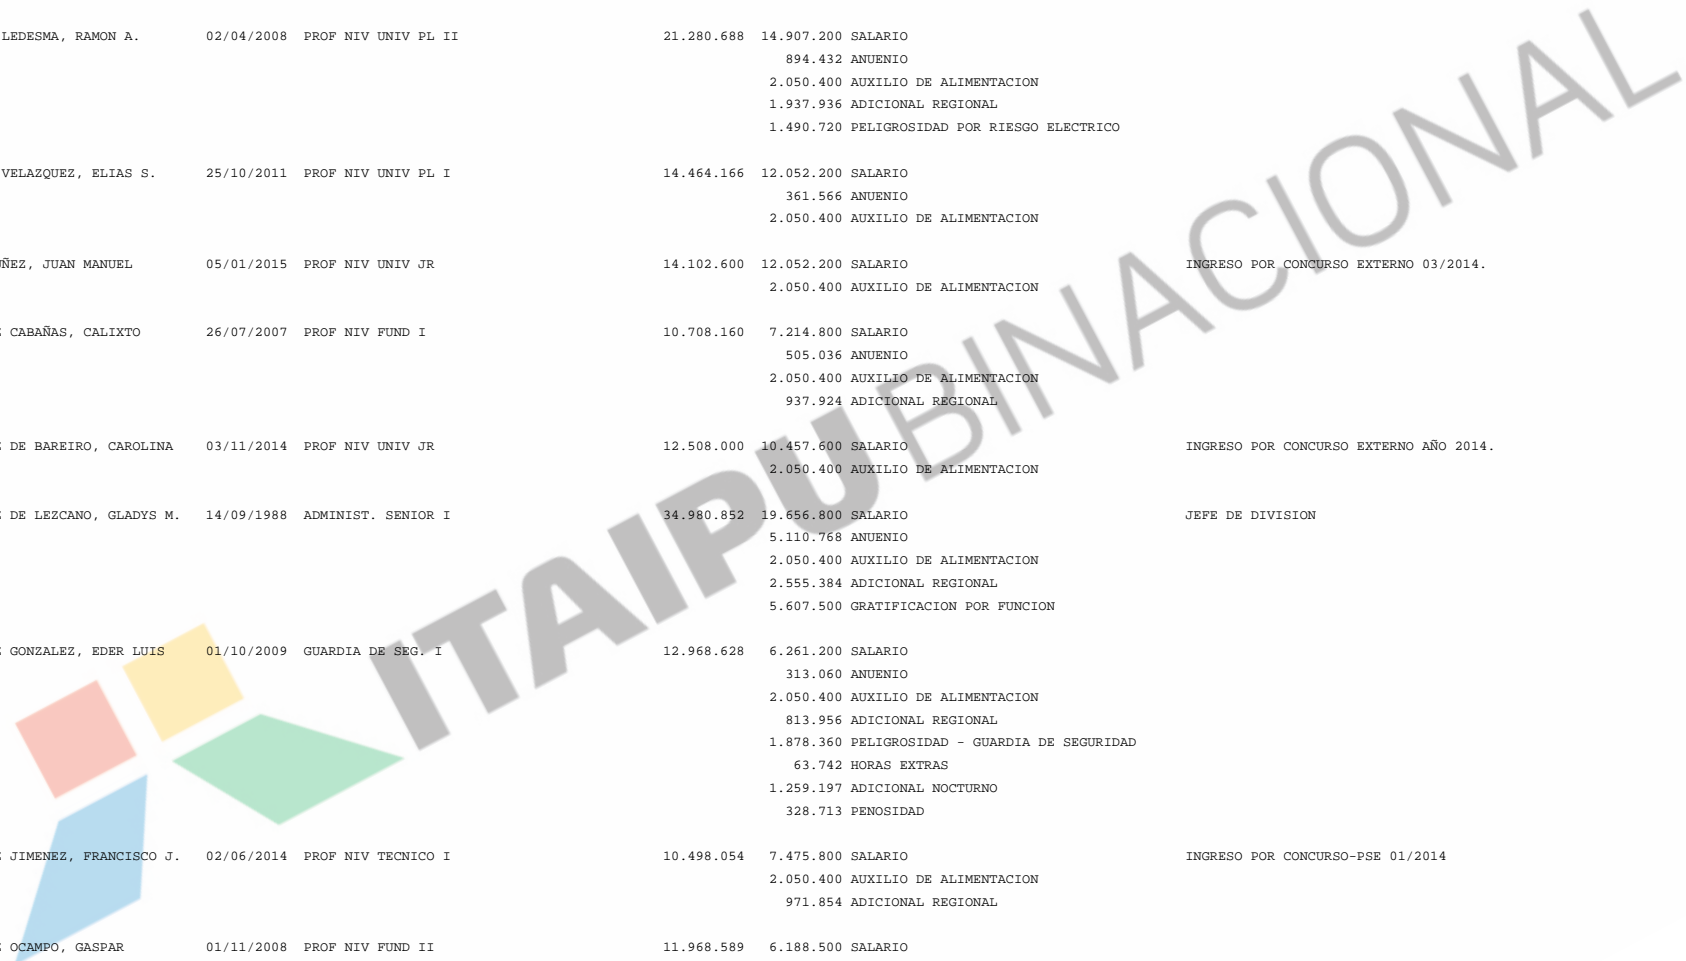 LEDESMA, RAMON A. 02/04/2008 PROF NIV UNIV PL II 21.280.688 14.907.200 SALARIO
894.432 ANUENIO
2.050.400 AUXILIO DE ALIMENTACION
1.937.936 ADICIONAL REGIONAL
1.490.720 PELIGROSIDAD POR RIESGO ELECTRICO
VELAZQUEZ, ELIAS S. 25/10/2011 PROF NIV UNIV PL I 14.464.166 12.052.200 SALARIO
361.566 ANUENIO
2.050.400 AUXILIO DE ALIMENTACION
ÑEZ, JUAN MANUEL 05/01/2015 PROF NIV UNIV JR 14.102.600 12.052.200 SALARIO INGRESO POR CONCURSO EXTERNO 03/2014.
2.050.400 AUXILIO DE ALIMENTACION
CABAÑAS, CALIXTO 26/07/2007 PROF NIV FUND I 10.708.160 7.214.800 SALARIO
505.036 ANUENIO
2.050.400 AUXILIO DE ALIMENTACION
937.924 ADICIONAL REGIONAL
DE BAREIRO, CAROLINA 03/11/2014 PROF NIV UNIV JR 12.508.000 10.457.600 SALARIO INGRESO POR CONCURSO EXTERNO AÑO 2014.
2.050.400 AUXILIO DE ALIMENTACION
DE LEZCANO, GLADYS M. 14/09/1988 ADMINIST. SENIOR I 34.980.852 19.656.800 SALARIO JEFE DE DIVISION
5.110.768 ANUENIO
2.050.400 AUXILIO DE ALIMENTACION
2.555.384 ADICIONAL REGIONAL
5.607.500 GRATIFICACION POR FUNCION
GONZALEZ, EDER LUIS 01/10/2009 GUARDIA DE SEG. I 12.968.628 6.261.200 SALARIO
313.060 ANUENIO
2.050.400 AUXILIO DE ALIMENTACION
813.956 ADICIONAL REGIONAL
1.878.360 PELIGROSIDAD - GUARDIA DE SEGURIDAD
63.742 HORAS EXTRAS
1.259.197 ADICIONAL NOCTURNO
328.713 PENOSIDAD
JIMENEZ, FRANCISCO J. 02/06/2014 PROF NIV TECNICO I 10.498.054 7.475.800 SALARIO INGRESO POR CONCURSO-PSE 01/2014
2.050.400 AUXILIO DE ALIMENTACION
971.854 ADICIONAL REGIONAL
OCAMPO, GASPAR 01/11/2008 PROF NIV FUND II 11.968.589 6.188.500 SALARIO
ITAIPU BINACIONAL